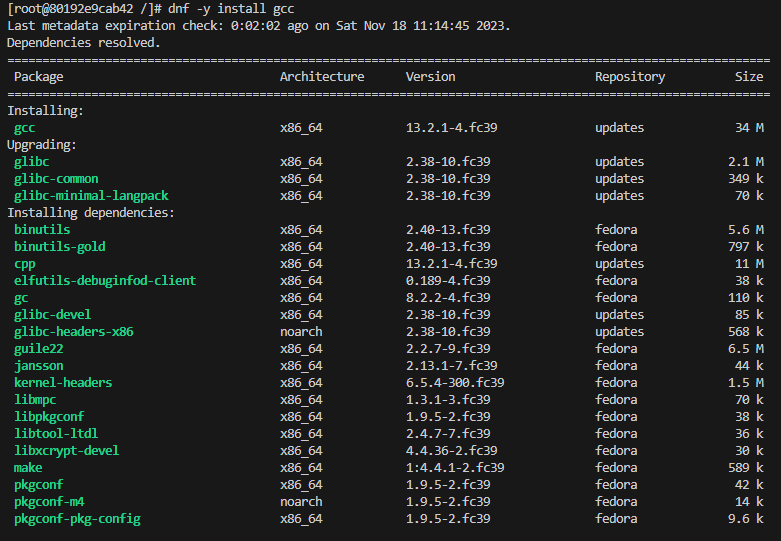 [root@80192e9cab42 /]# dnf -y install gcc
Last metadata expiration check: 0:02:02 ago on Sat Nov 18 11:14:45 2023.
Dependencies resolved.
================================================================================
Package Architecture Version Repository Size
================================================================================
Installing:
gcc x86_64 13.2.1-4.fc39 updates 34 M
Upgrading:
glibc x86_64 2.38-10.fc39 updates 2.1 M
glibc-common x86_64 2.38-10.fc39 updates 349 k
glibc-minimal-langpack x86_64 2.38-10.fc39 updates 70 k
Installing dependencies:
binutils x86_64 2.40-13.fc39 fedora 5.6 M
binutils-gold x86_64 2.40-13.fc39 fedora 797 k
cpp x86_64 13.2.1-4.fc39 updates 11 M
elfutils-debuginfod-client x86_64 0.189-4.fc39 fedora 38 k
gc x86_64 8.2.2-4.fc39 fedora 110 k
glibc-devel x86_64 2.38-10.fc39 updates 85 k
glibc-headers-x86 noarch 2.38-10.fc39 updates 568 k
guile22 x86_64 2.2.7-9.fc39 fedora 6.5 M
jansson x86_64 2.13.1-7.fc39 fedora 44 k
kernel-headers x86_64 6.5.4-300.fc39 fedora 1.5 M
libmpc x86_64 1.3.1-3.fc39 fedora 70 k
libpkgconf x86_64 1.9.5-2.fc39 fedora 38 k
libtool-ltdl x86_64 2.4.7-7.fc39 fedora 36 k
libxcrypt-devel x86_64 4.4.36-2.fc39 fedora 30 k
make x86_64 1:4.4.1-2.fc39 fedora 589 k
pkgconf x86_64 1.9.5-2.fc39 fedora 42 k
pkgconf-m4 noarch 1.9.5-2.fc39 fedora 14 k
pkgconf-pkg-config x86_64 1.9.5-2.fc39 fedora 9.6 k